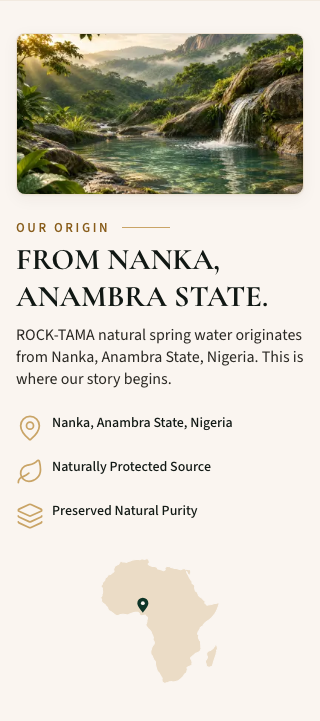 OUR ORIGIN
FROM NANKA,
ANAMBRA STATE.
ROCK-TAMA natural spring water originates
from Nanka, Anambra State, Nigeria. This is
where our story begins.
Nanka, Anambra State, Nigeria
Naturally Protected Source
Preserved Natural Purity